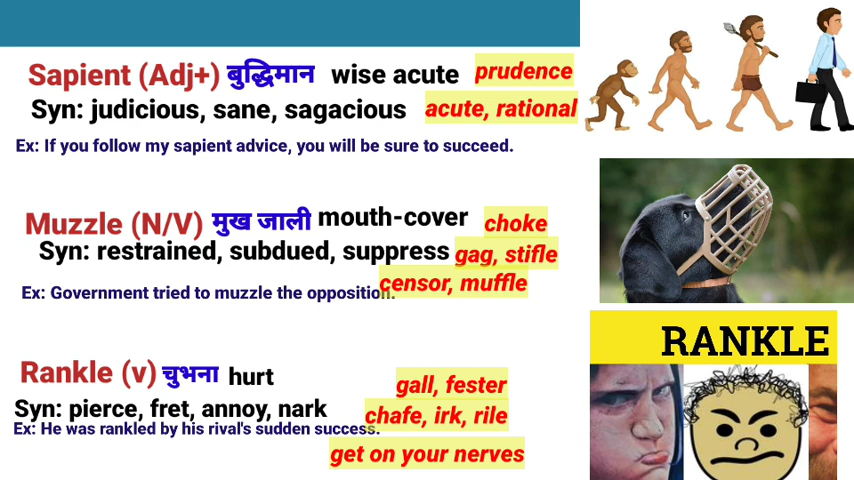 Sapient (Adj+) बुद्धिमान wise acute prudence
Syn: judicious, sane, sagacious acute, rational
Ex: If you follow my sapient advice, you will be sure to succeed.
Muzzle (N/V) मुख जाली mouth-cover choke
Syn: restrained, subdued, suppress gag, stifle
censor, muffle
Ex: Government tried to muzzle the opposition.
RANKLE
Rankle (v) चुभना hurt
gall, fester
Syn: pierce, fret, annoy, nark chafe, irk, rile
Ex: He was rankled by his rival's sudden success.
get on your nerves